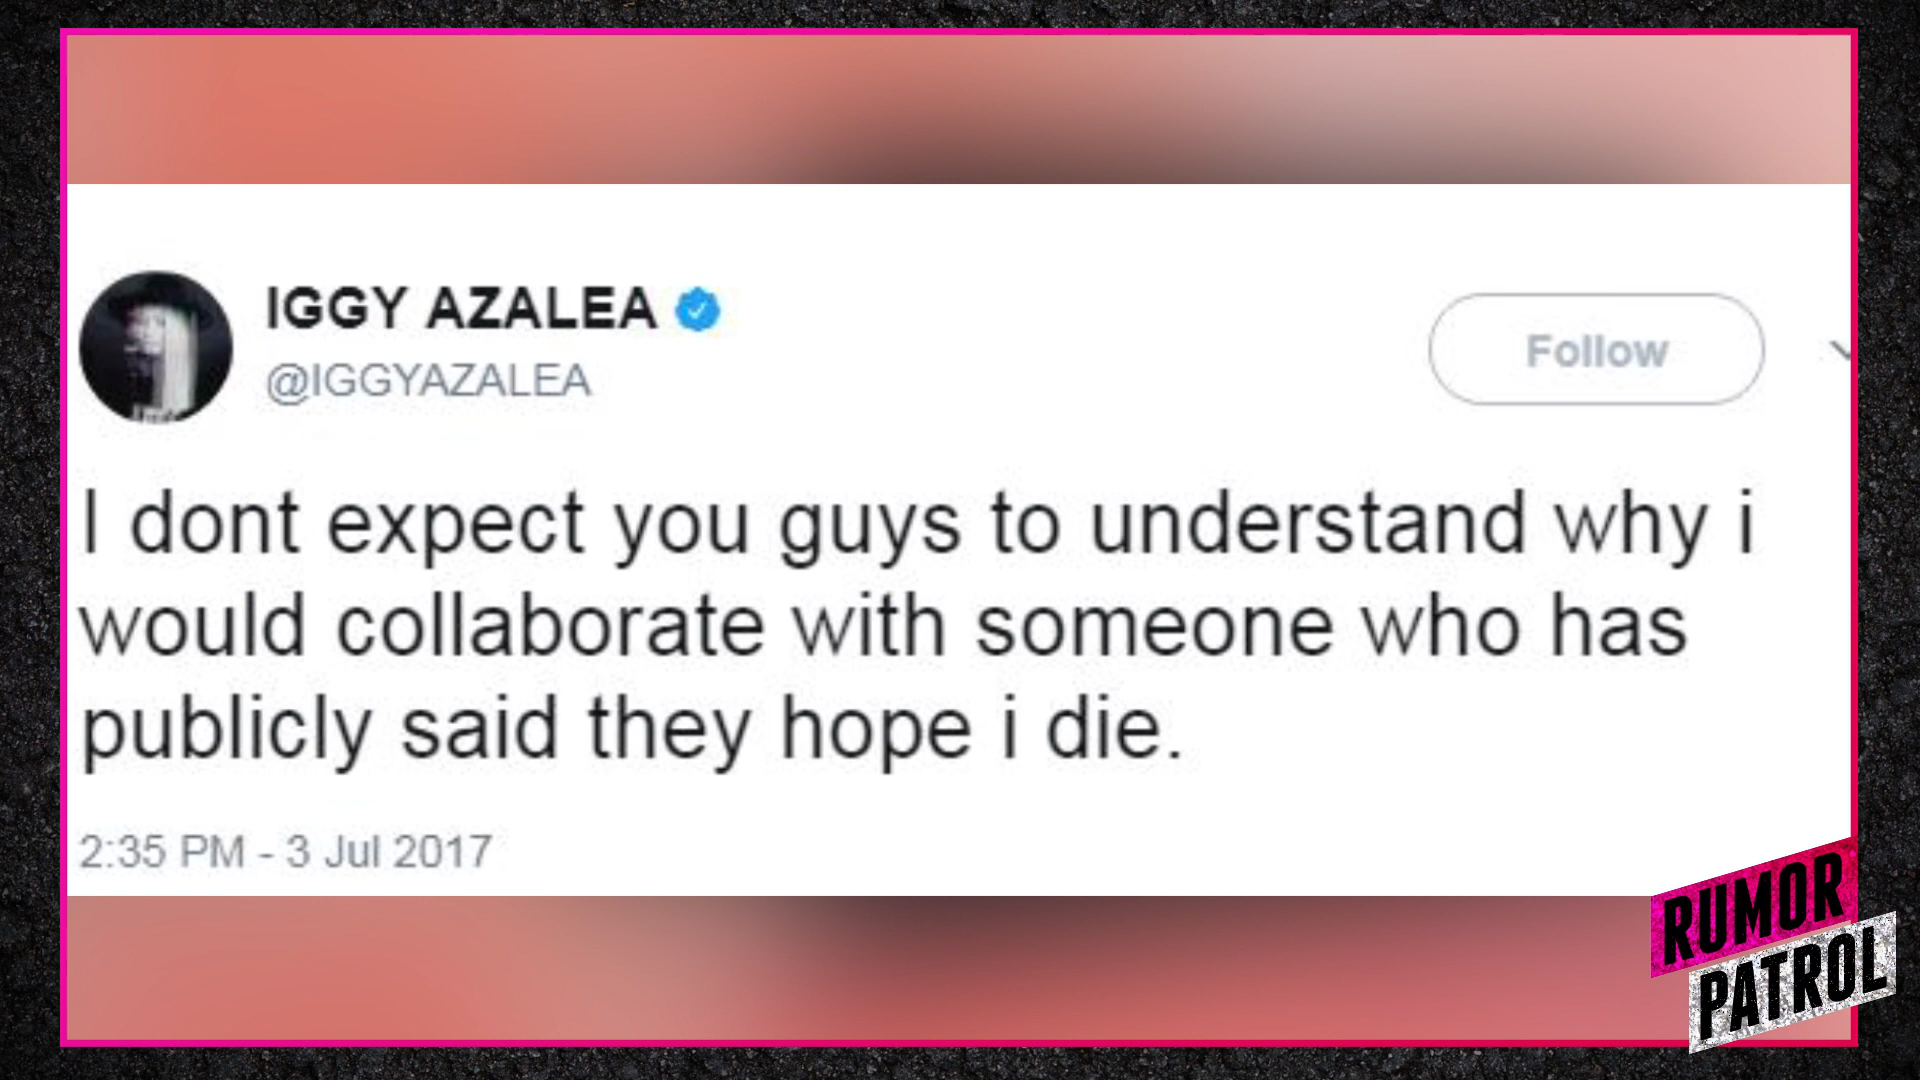 IGGY AZALEA
@IGGYAZALEA
Follow
I dont expect you guys to understand why i
would collaborate with someone who has
publicly said they hope i die.
2:35 PM - 3 Jul 2017
RUMOR
PATROL